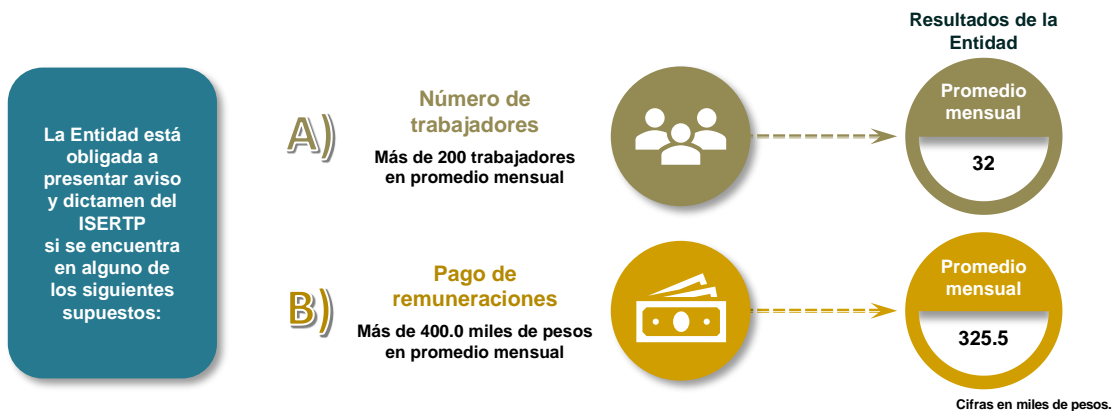 La Entidad está
obligada a
presentar aviso
y dictamen del
ISERTP
si se encuentra
en alguno de
los siguientes
supuestos:
A)
Número de
trabajadores
Más de 200 trabajadores
en promedio mensual
Resultados de la
Entidad
Promedio
mensual
32
B)
Pago de
remuneraciones
Más de 400.0 miles de pesos
en promedio mensual
Promedio
mensual
325.5
Cifras en miles de pesos.